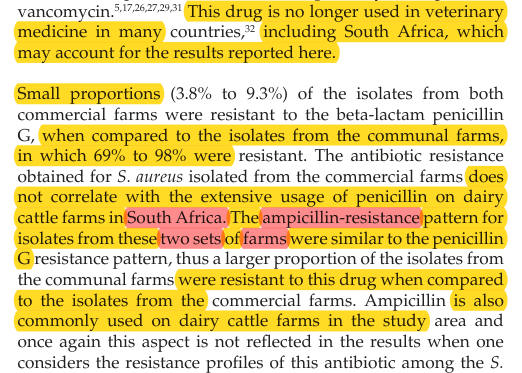 vancomycin.5,17,26,27,29,31 This drug is no longer used in veterinary
medicine in many countries,32 including South Africa, which
may account for the results reported here.
Small proportions (3.8% to 9.3%) of the isolates from both
commercial farms were resistant to the beta-lactam penicillin
G, when compared to the isolates from the communal farms,
in which 69% to 98% were resistant. The antibiotic resistance
obtained for S. aureus isolated from the commercial farms does
not correlate with the extensive usage of penicillin on dairy
cattle farms in South Africa. The ampicillin-resistance pattern for
isolates from these two sets of farms were similar to the penicillin
G resistance pattern, thus a larger proportion of the isolates from
the communal farms were resistant to this drug when compared
to the isolates from the commercial farms. Ampicillin is also
commonly used on dairy cattle farms in the study area and
once again this aspect is not reflected in the results when one
considers the resistance profiles of this antibiotic among the S.